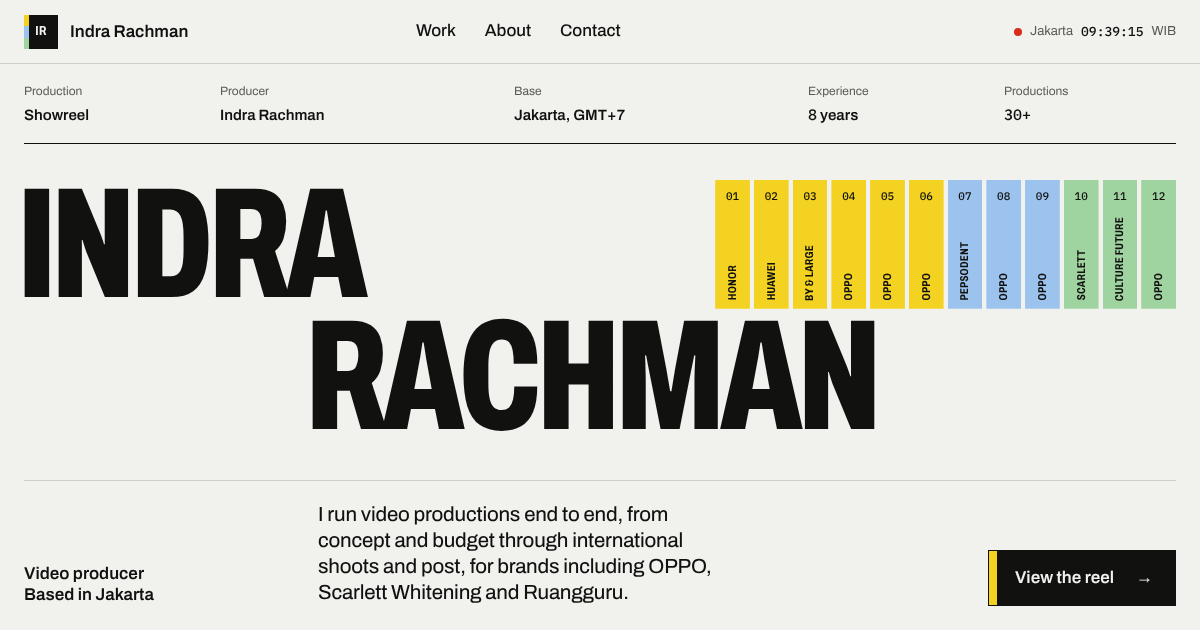 IR
Indra Rachman
Work
About
Contact
Jakarta 09:39:15 WIB
Production
Showreel
Producer
Indra Rachman
Base
Jakarta, GMT+7
Experience
8 years
Productions
30+
INDRA
RACHMAN
01 HONOR
02 HUAWEI
03 BY & LARGE
04 OPPO
05 OPPO
06 OPPO
07 PEPSODENT
08 OPPO
09 OPPO
10 SCARLETT
11 CULTURE FUTURE
12 OPPO
Video producer
Based in Jakarta
I run video productions end to end, from
concept and budget through international
shoots and post, for brands including OPPO,
Scarlett Whitening and Ruangguru.
View the reel →